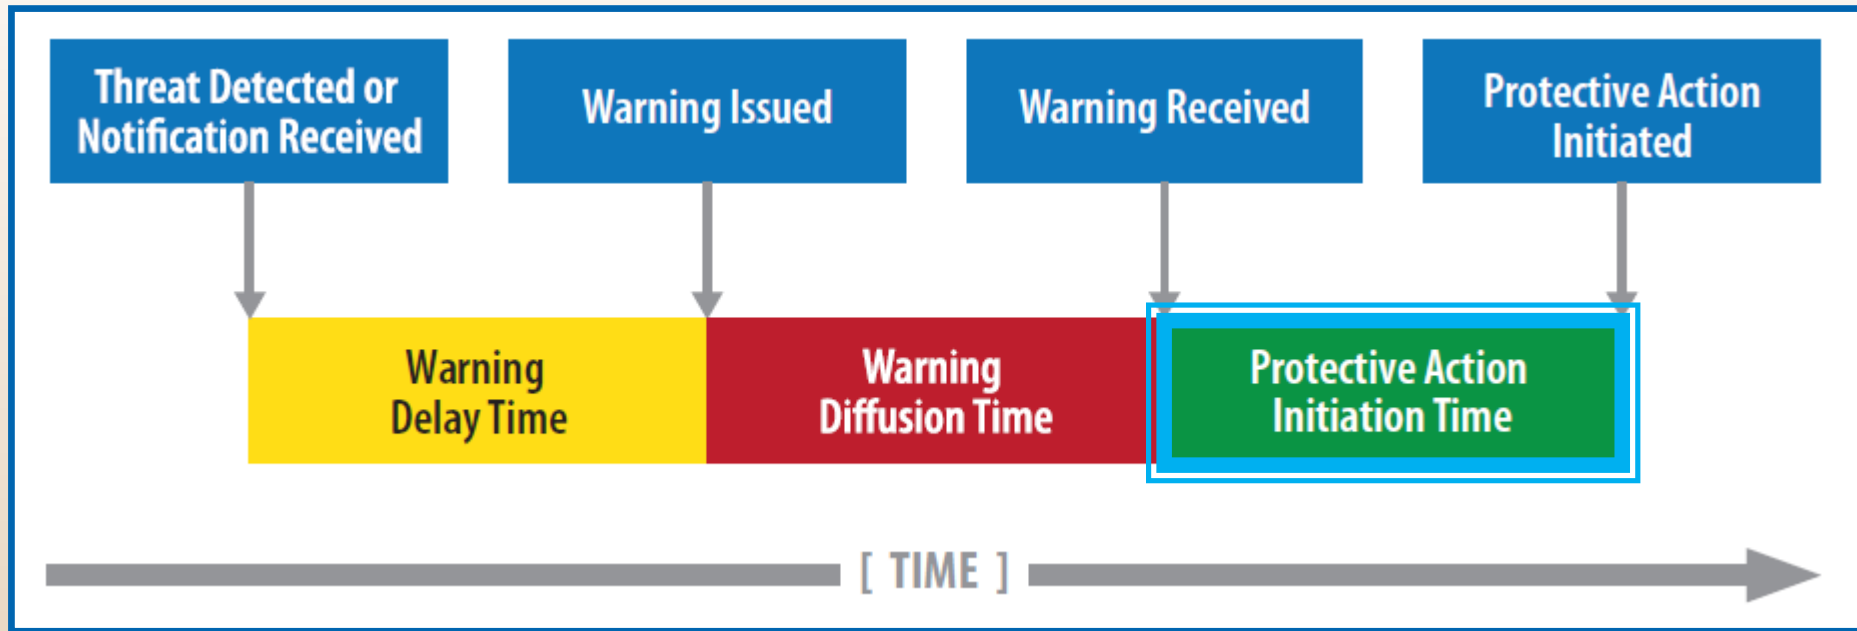 Threat Detected or
Notification Received
Warning Issued
Warning Received
Protective Action
Initiated
Warning
Delay Time
Warning
Diffusion Time
Protective Action
Initiation Time
[ TIME ]